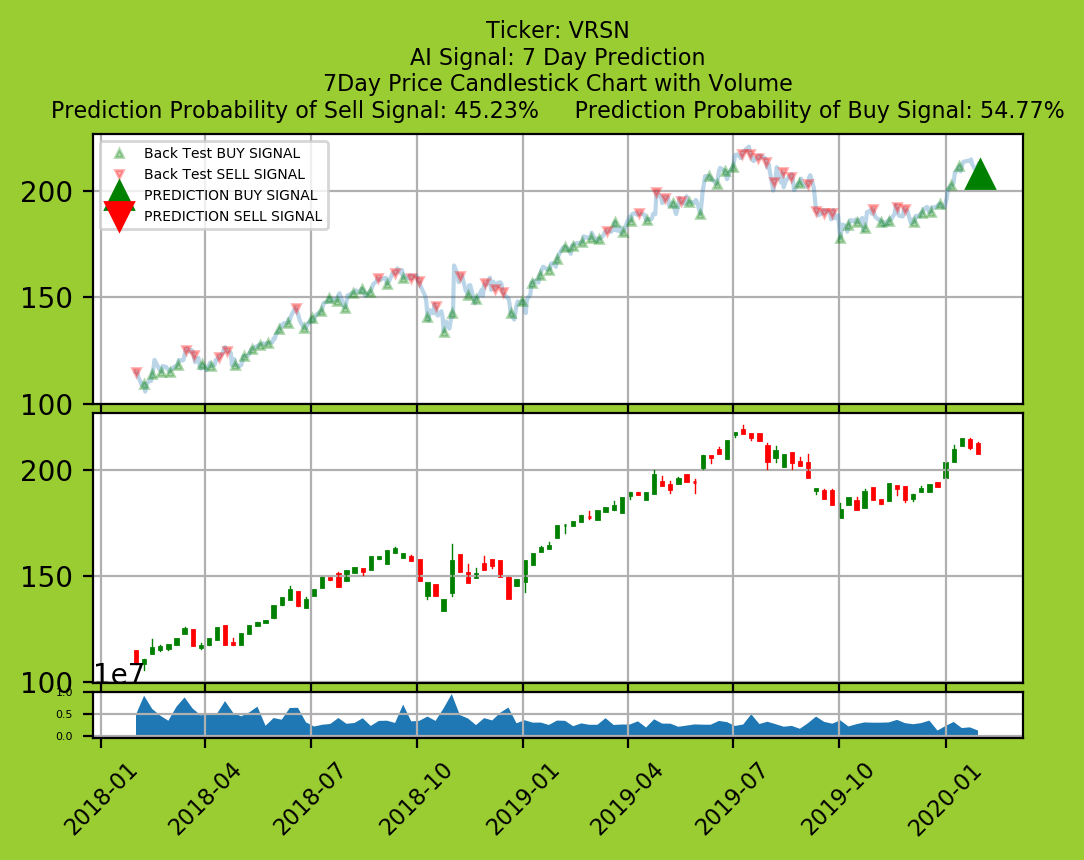 Ticker: VRSN
AI Signal: 7 Day Prediction
7Day Price Candlestick Chart with Volume
Prediction Probability of Sell Signal: 45.23% Prediction Probability of Buy Signal: 54.77%
Back Test BUY SIGNAL
Back Test SELL SIGNAL
PREDICTION BUY SIGNAL
PREDICTION SELL SIGNAL
200
150
100
200
150
100
1e7
1.0
0.5
0.0
2018-01 2018-04 2018-07 2018-10 2019-01 2019-04 2019-07 2019-10 2020-01